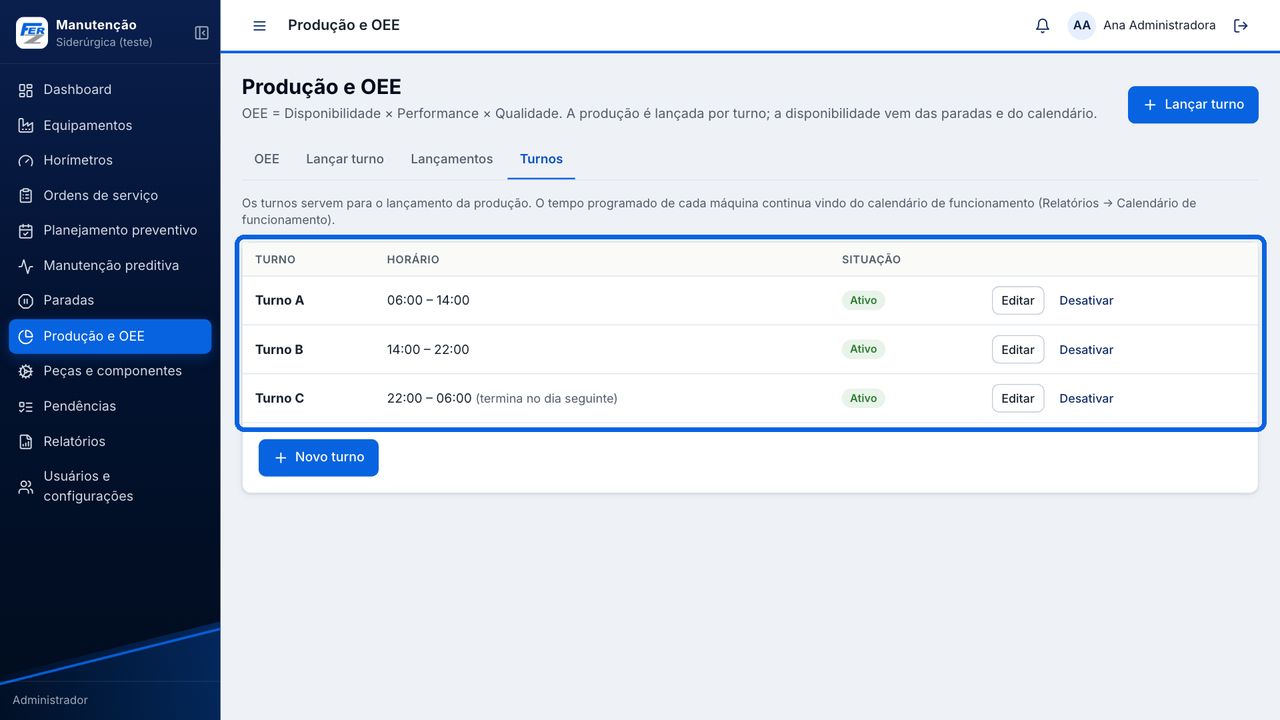 FER
Z
Manutenção
Siderúrgica (teste)
Dashboard
Equipamentos
Horímetros
Ordens de serviço
Planejamento preventivo
Manutenção preditiva
Paradas
Produção e OEE
Peças e componentes
Pendências
Relatórios
Usuários e
configurações
Administrador
Produção e OEE
AA Ana Administradora
Produção e OEE
OEE = Disponibilidade × Performance × Qualidade. A produção é lançada por turno; a disponibilidade vem das paradas e do calendário.
+ Lançar turno
OEE Lançar turno Lançamentos Turnos
Os turnos servem para o lançamento da produção. O tempo programado de cada máquina continua vindo do calendário de funcionamento (Relatórios → Calendário de
funcionamento).
TURNO HORÁRIO SITUAÇÃO
Turno A 06:00 – 14:00 Ativo Editar Desativar
Turno B 14:00 – 22:00 Ativo Editar Desativar
Turno C 22:00 – 06:00 (termina no dia seguinte) Ativo Editar Desativar
+ Novo turno